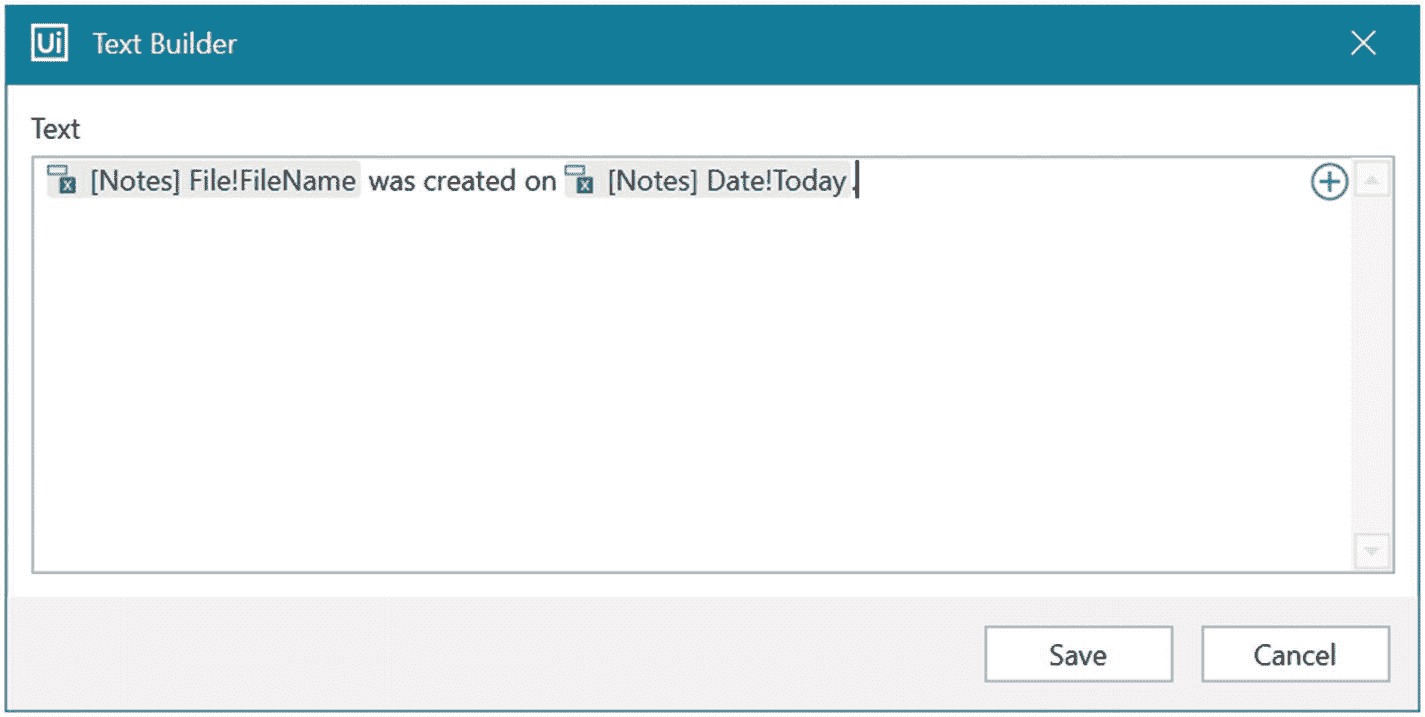 Ui Text Builder
Text
[Notes] File!FileName was created on [Notes] Date!Today.
Save Cancel